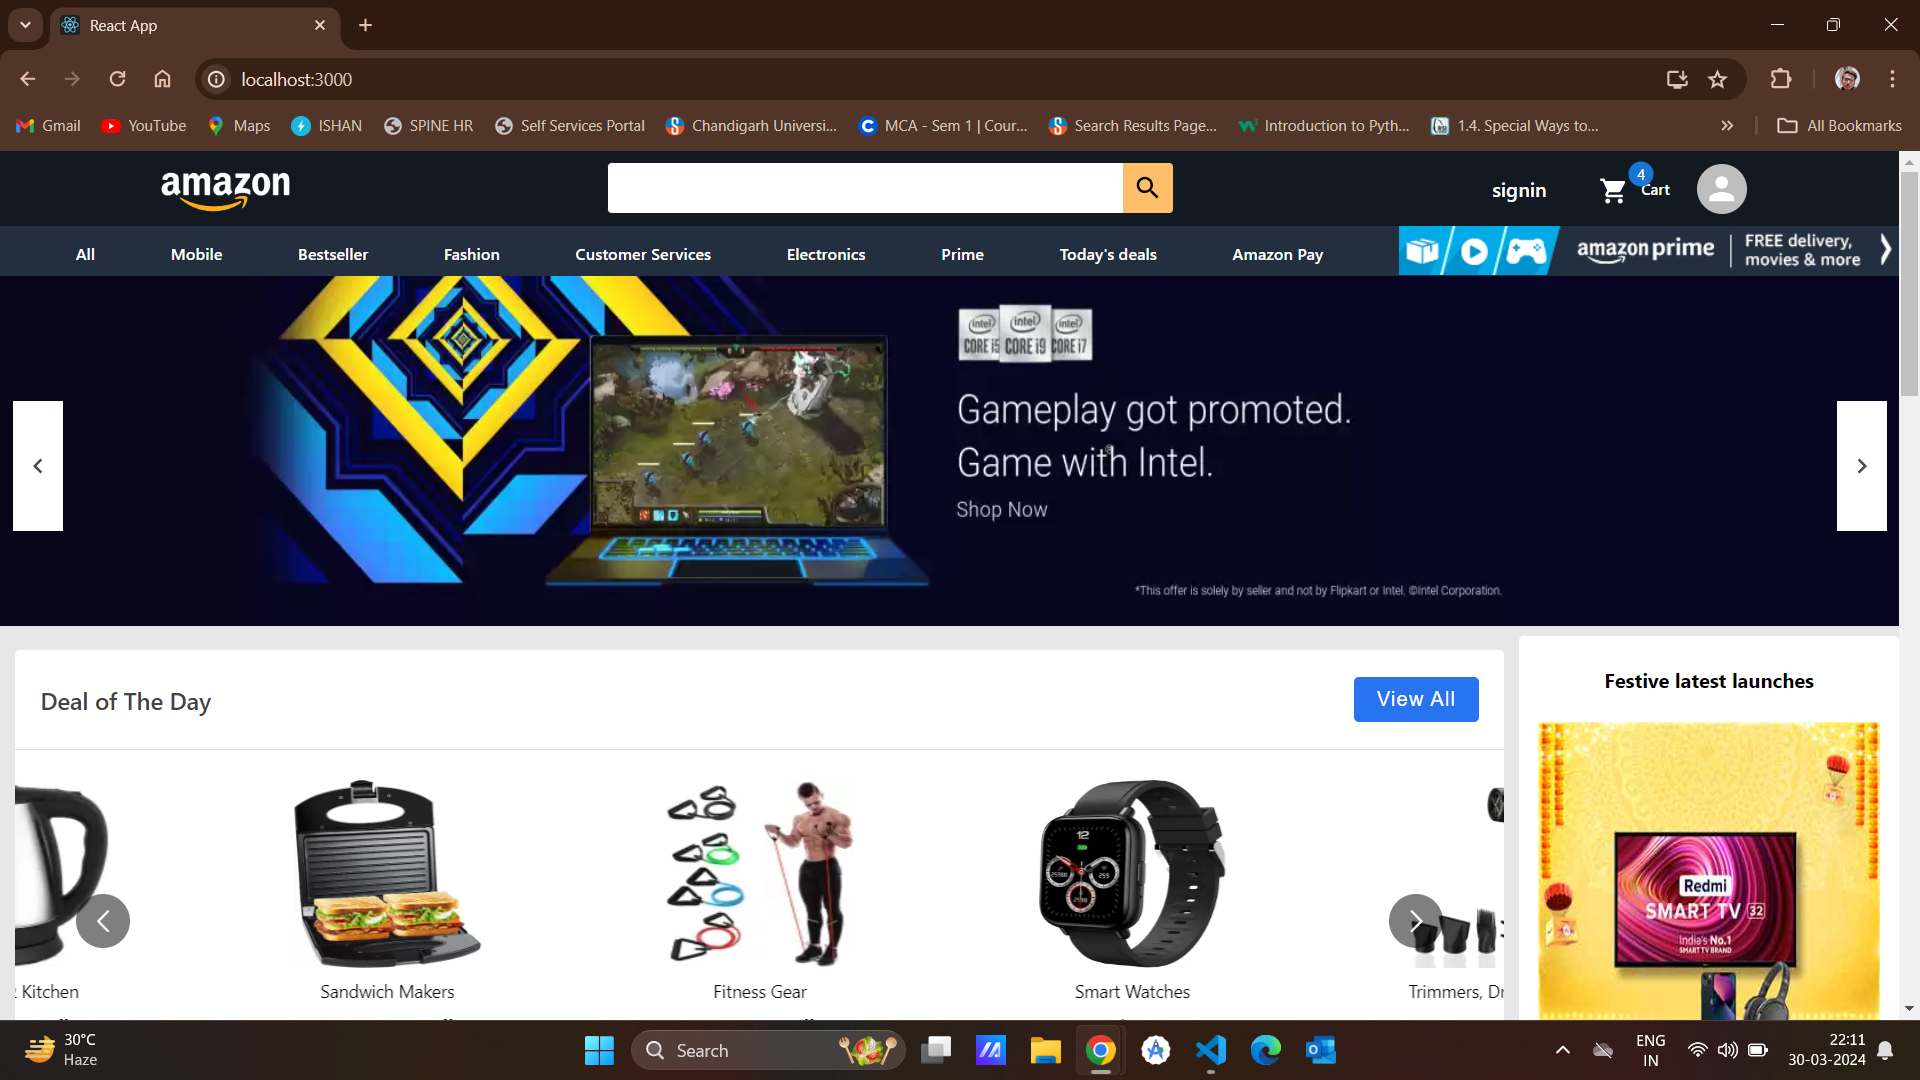 React App
localhost:3000
Gmail YouTube Maps ISHAN SPINE HR Self Services Portal Chandigarh Universi... MCA - Sem 1 | Cour... Search Results Page... Introduction to Pyth... 1.4. Special Ways to... All Bookmarks
amazon
signin
4
Cart
All Mobile Bestseller Fashion Customer Services Electronics Prime Today's deals Amazon Pay
amazon prime
FREE delivery,
movies & more
intel intel intel
CORE i5 CORE i9 CORE i7
Gameplay got promoted.
Game with Intel.
Shop Now
*This offer is solely by seller and not by Flipkart or Intel. ©Intel Corporation.
Deal of The Day
View All
Festive latest launches
12
Redmi
SMART TV 32
India's No.1
SMART TV BRAND
Kitchen
Sandwich Makers
Fitness Gear
Smart Watches
Trimmers, Dr
30°C
Haze
Search
ENG
IN
22:11
30-03-2024